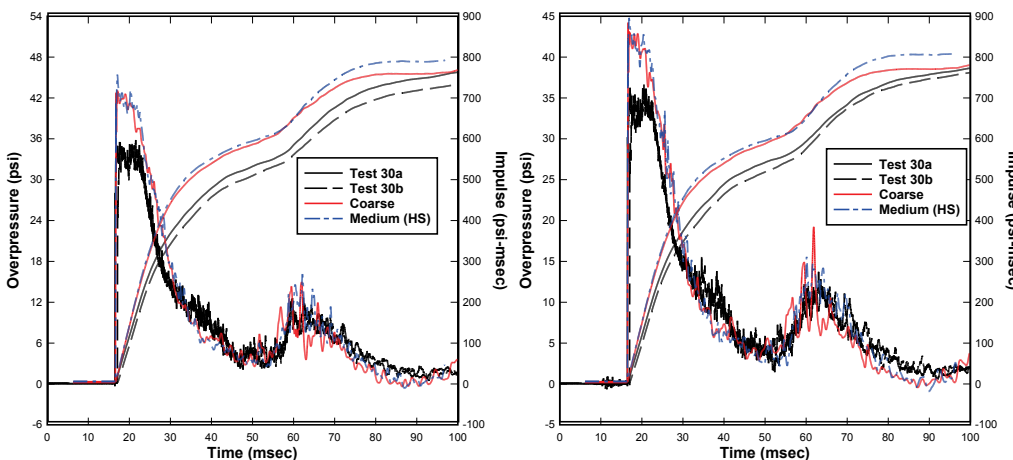 54
48
42
36
30
24
18
12
6
0
-6
Overpressure (psi)
900
800
700
600
500
400
300
200
100
0
-100
Impulse (psi-msec)
Test 30a
Test 30b
Coarse
Medium (HS)
0 10 20 30 40 50 60 70 80 90 100
Time (msec)
45
40
35
30
25
20
15
10
5
0
-5
Overpressure (psi)
900
800
700
600
500
400
300
200
100
0
-100
Impulse (psi-msec)
Test 30a
Test 30b
Coarse
Medium (HS)
0 10 20 30 40 50 60 70 80 90 100
Time (msec)